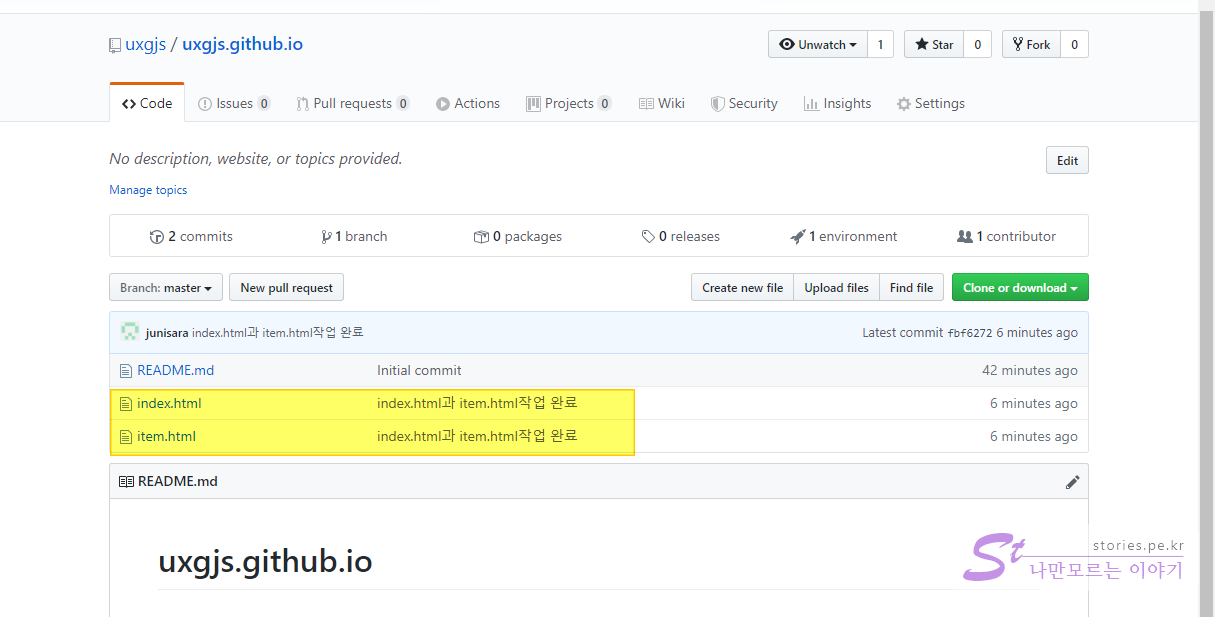 uxgjs / uxgjs.github.io
Unwatch 1 Star 0 Fork 0
Code Issues 0 Pull requests 0 Actions Projects 0 Wiki Security Insights Settings
No description, website, or topics provided.
Edit
Manage topics
2 commits 1 branch 0 packages 0 releases 1 environment 1 contributor
Branch: master New pull request Create new file Upload files Find file Clone or download
junisara index.html과 item.html작업 완료 Latest commit fbf6272 6 minutes ago
README.md Initial commit 42 minutes ago
index.html index.html과 item.html작업 완료 6 minutes ago
item.html index.html과 item.html작업 완료 6 minutes ago
README.md
uxgjs.github.io
St stories.pe.kr
나만모르는 이야기